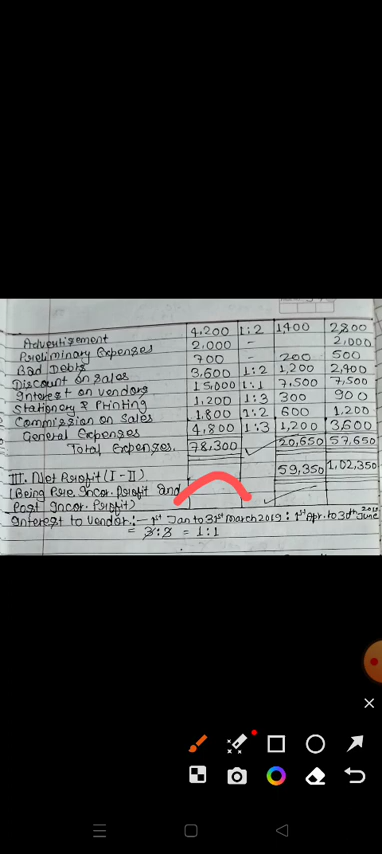 Advertizement 4,200 1:2 1,400 2,800
Preliminary Expenses 2,000 - 2,000
Bad Debts 700 - 200 500
Discount on sales 3,600 1:2 1,200 2,400
Interest on vendors 15,000 1:1 7,500 7,500
Stationary & Printing 1,200 1:3 300 900
Commission on Sales 1,800 1:2 600 1,200
General Expenses 4,800 1:3 1,200 3,600
Total Expenses. 78,300 20,650 57,650
III. Net Profit (I-II) 59,350 1,02,350
(Being Pre. Incor. Profit and
Post Incor. Profit)
Interest to vendor:- 1st Jan to 31st March 2019 : 1st Apr. to 30th June 2019
= 3:3 = 1:1